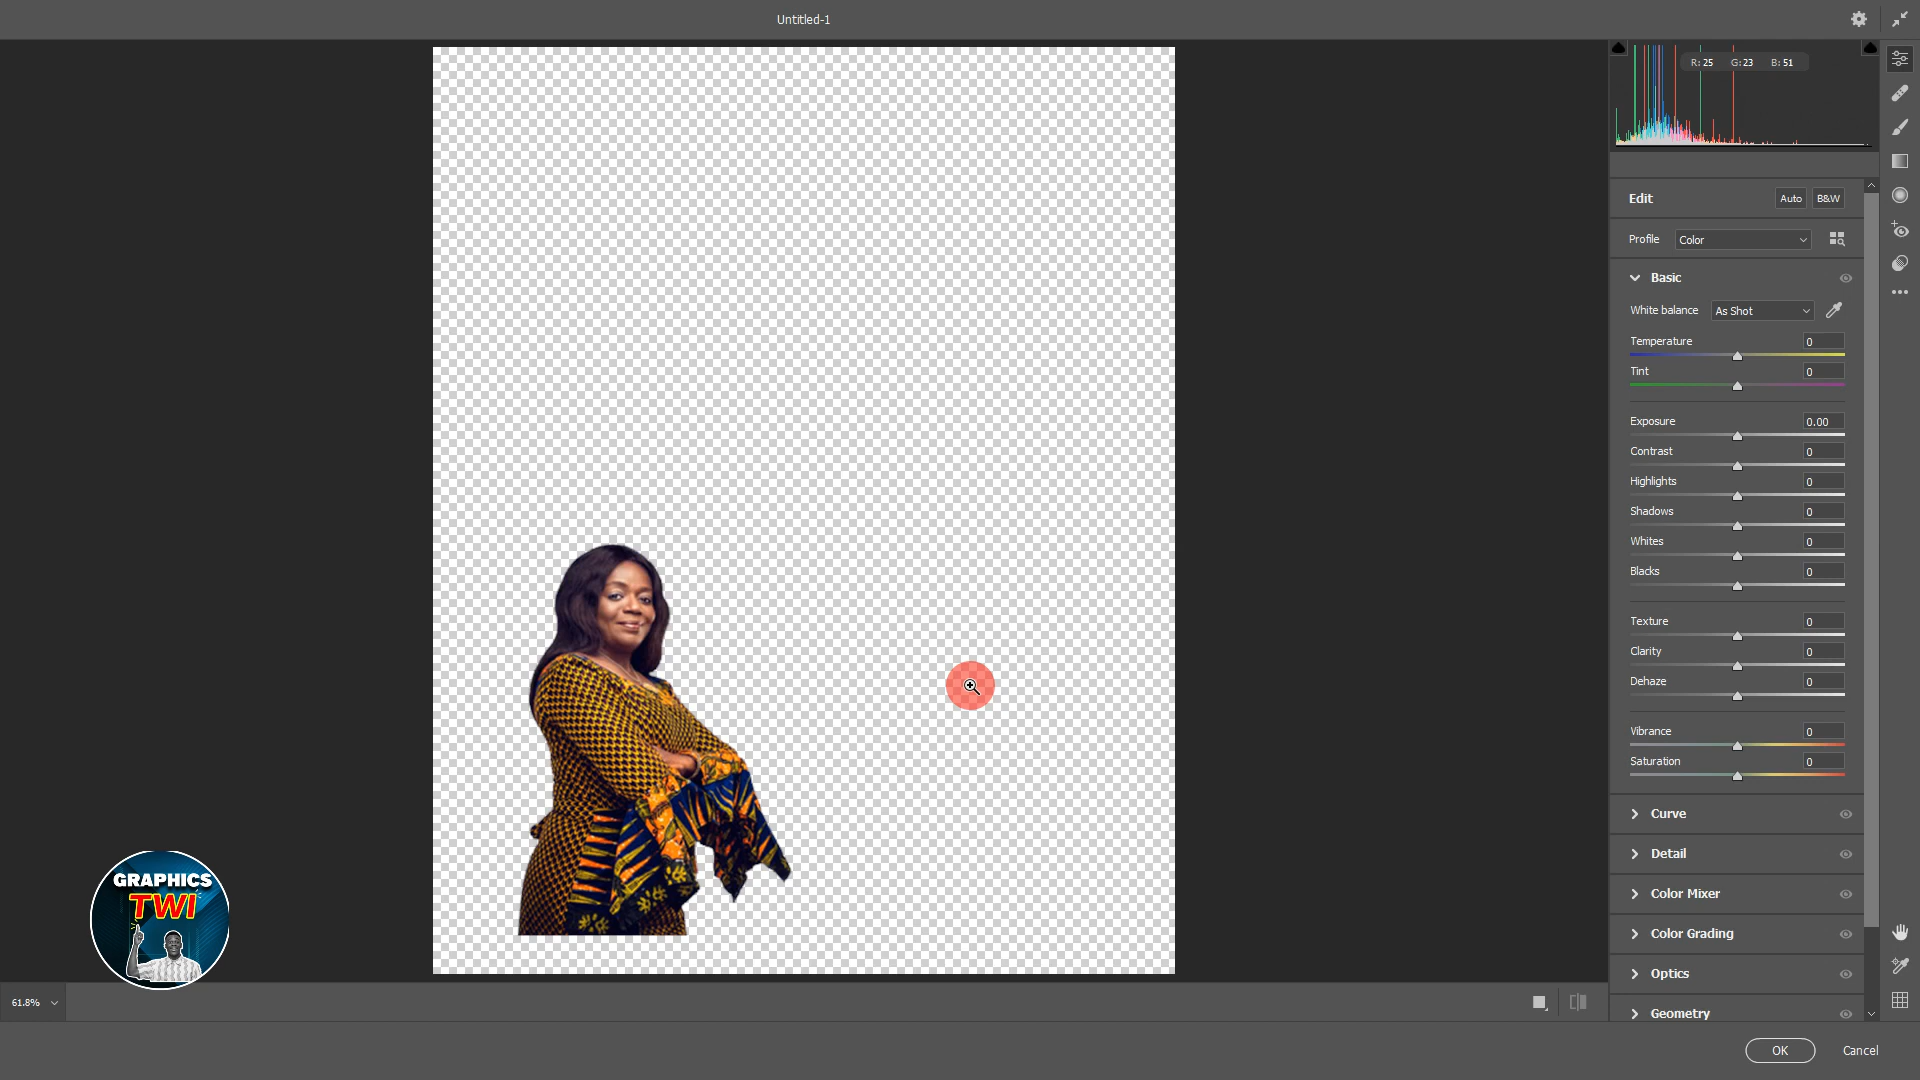 Untitled-1
R: 25 G: 23 B: 51
Edit Auto B&W
Profile Color
Basic
White balance As Shot
Temperature 0
Tint 0
Exposure 0.00
Contrast 0
Highlights 0
Shadows 0
Whites 0
Blacks 0
Texture 0
Clarity 0
Dehaze 0
Vibrance 0
Saturation 0
Curve
Detail
Color Mixer
Color Grading
Optics
Geometry
GRAPHICS
TWI
61.8%
OK Cancel